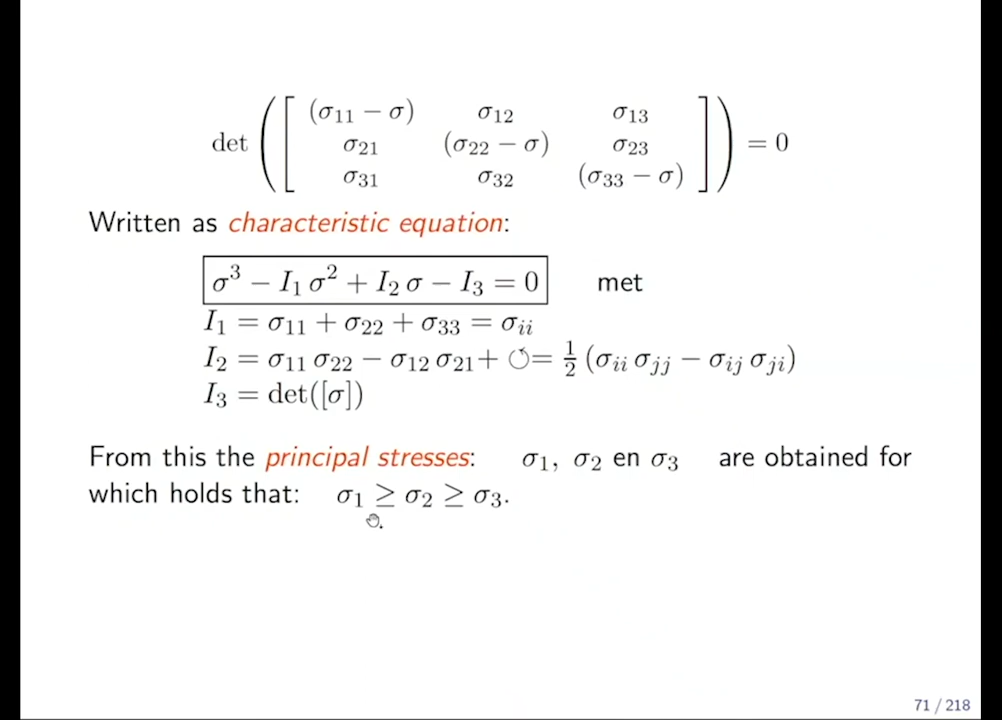 det ( [ (σ11 − σ) σ12 σ13
σ21 (σ22 − σ) σ23
σ31 σ32 (σ33 − σ) ] ) = 0
Written as characteristic equation:
σ³ − I₁ σ² + I₂ σ − I₃ = 0 met
I₁ = σ11 + σ22 + σ33 = σii
I₂ = σ11 σ22 − σ12 σ21 + ↺ = ½ (σii σjj − σij σji)
I₃ = det([σ])
From this the principal stresses: σ₁, σ₂ en σ₃ are obtained for
which holds that: σ₁ ≥ σ₂ ≥ σ₃.
71 / 218